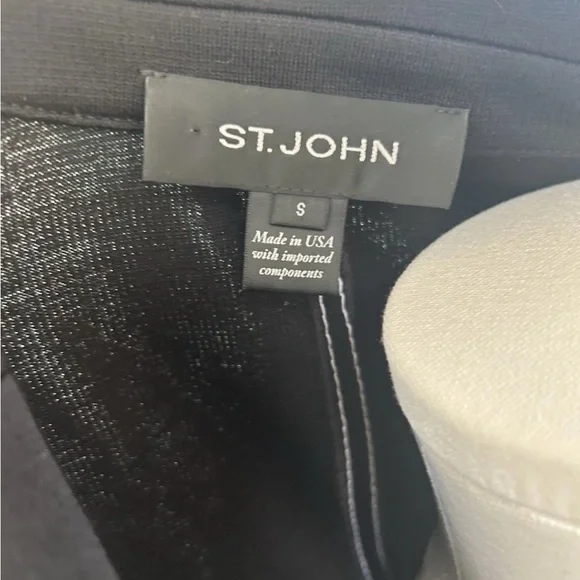 ST. JOHN
S
Made in USA
with imported
components